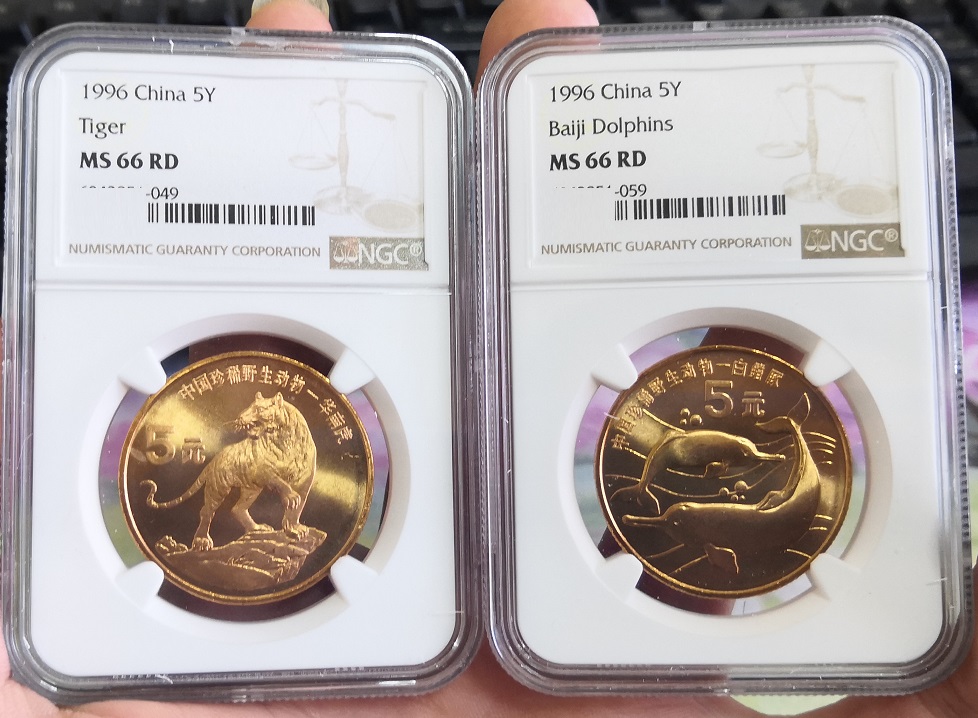 1996 China 5Y
Tiger
MS 66 RD
-049
NUMISMATIC GUARANTY CORPORATION
NGC®
中国珍稀野生动物—华南虎
5元
1996 China 5Y
Baiji Dolphins
MS 66 RD
-059
NUMISMATIC GUARANTY CORPORATION
NGC®
中国珍稀野生动物—白鳍豚
5元